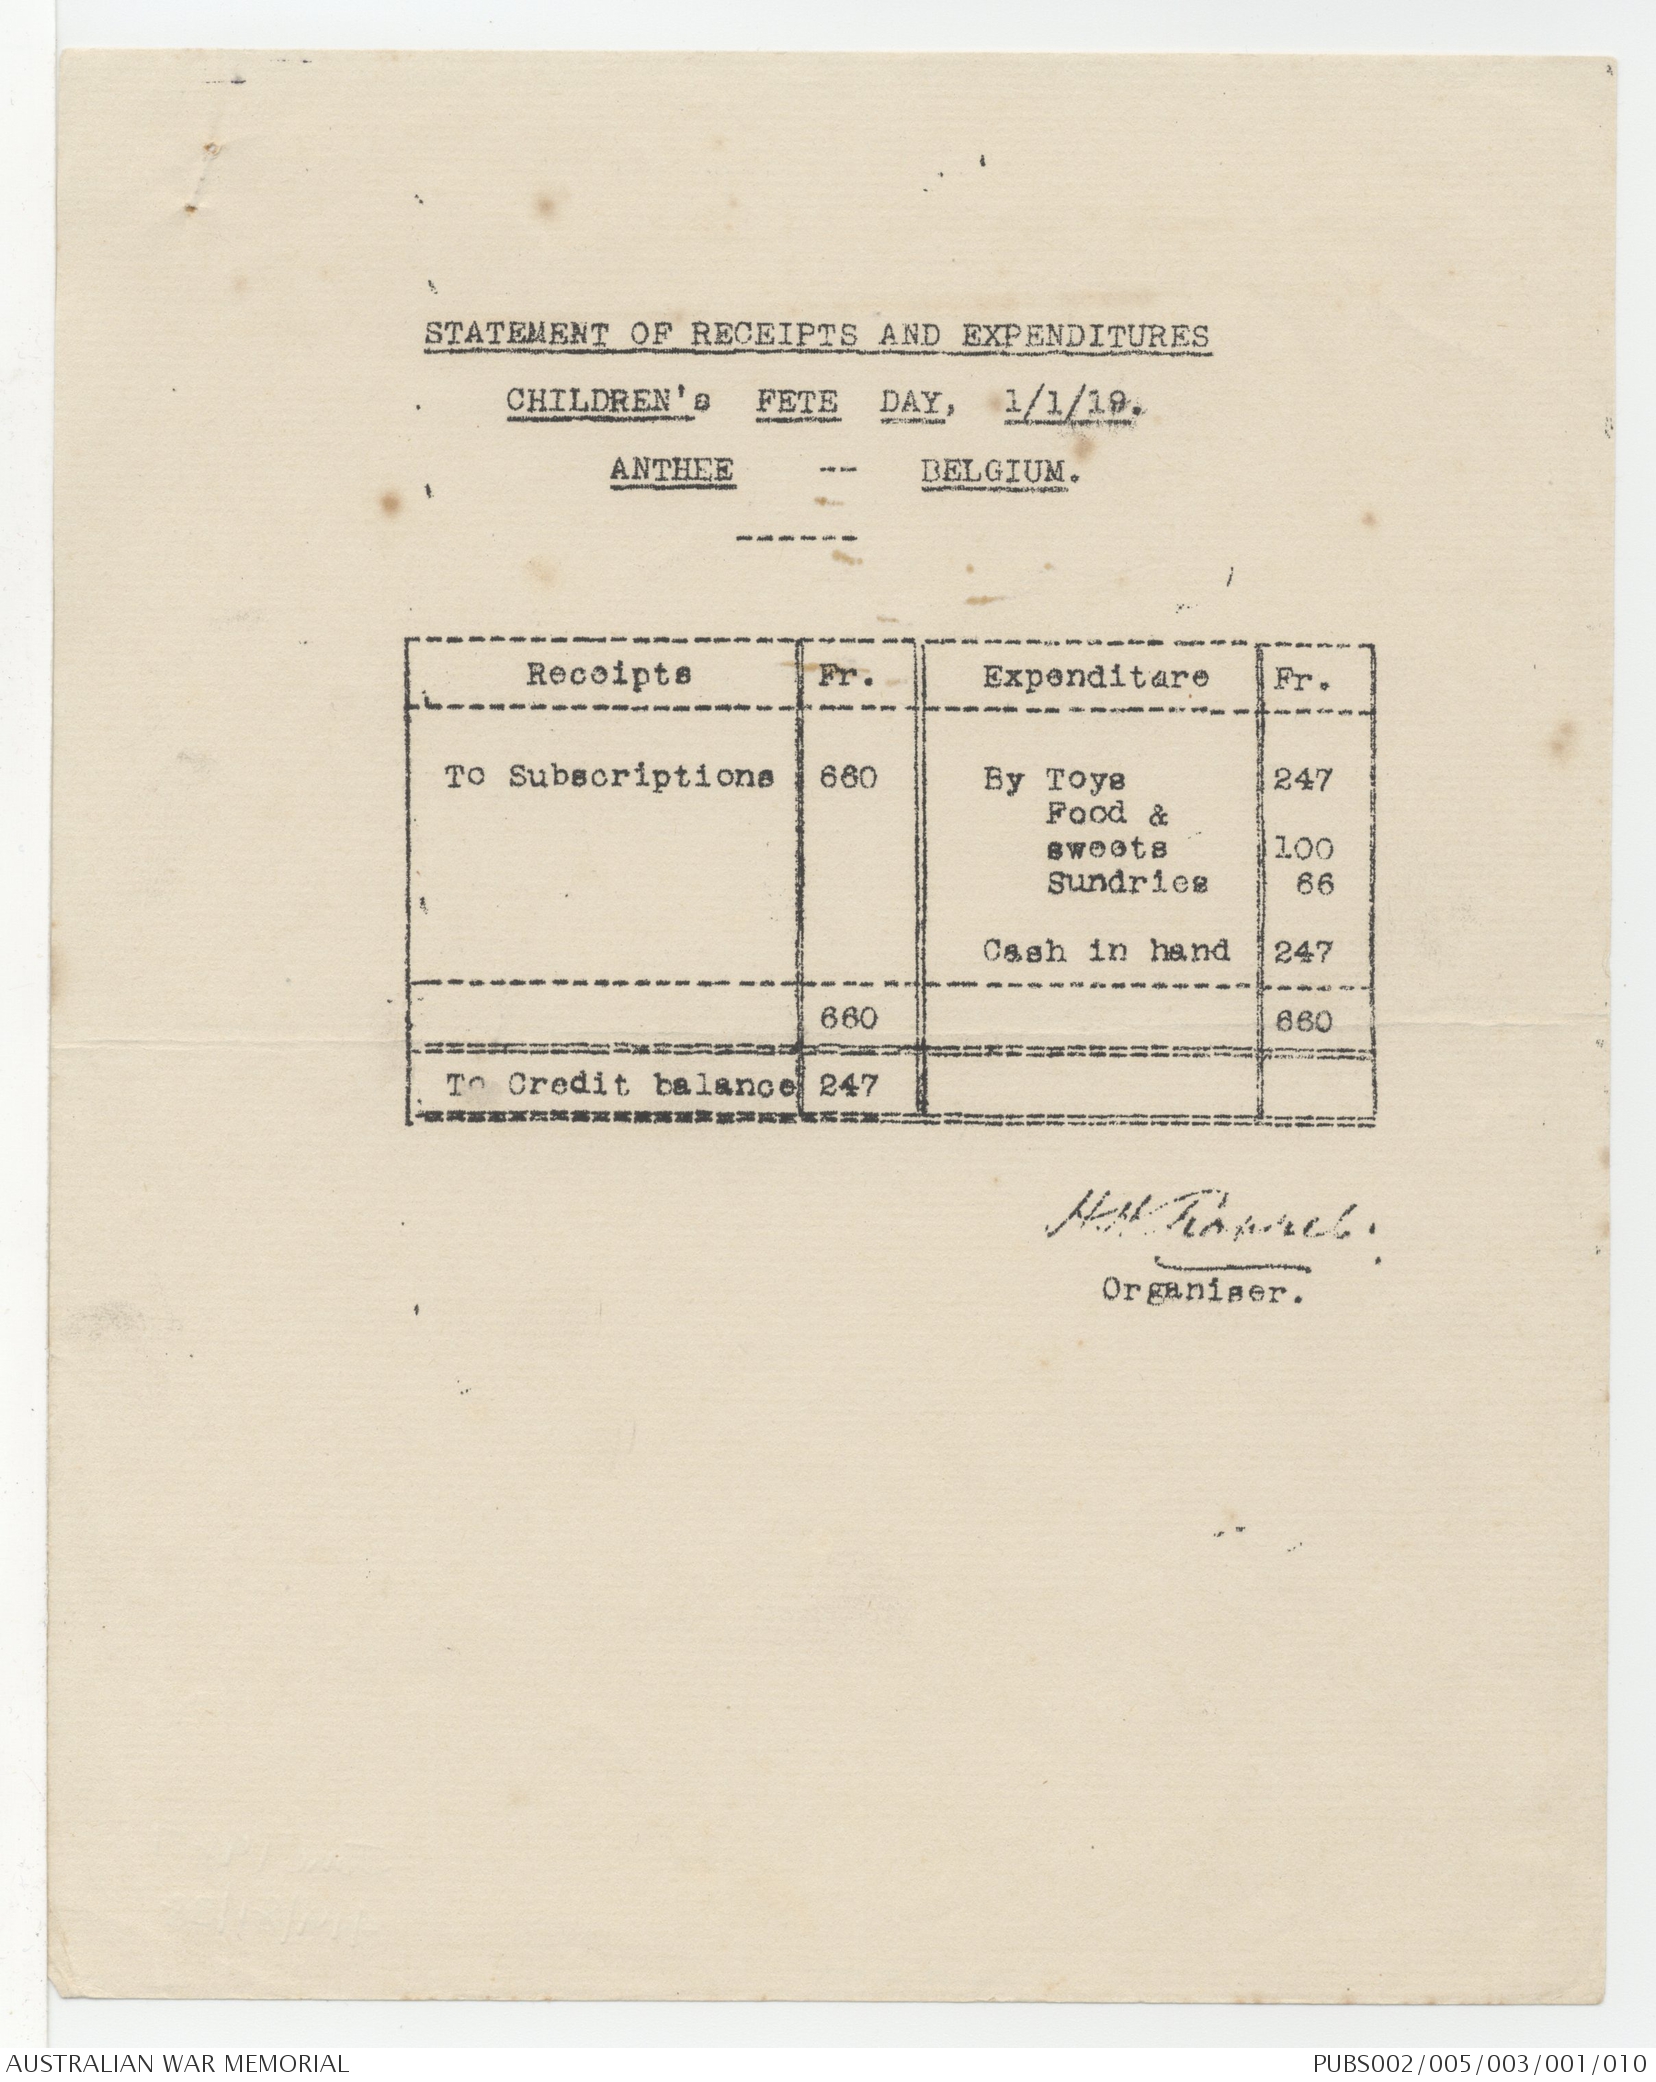 STATEMENT OF RECEIPTS AND EXPENDITURES
CHILDREN's FETE DAY, 1/1/19.
ANTHEE -- BELGIUM.
------
Receipts Fr. Expenditure Fr.
To Subscriptions 660 By Toys 247
Food &
sweets 100
Sundries 66
Cash in hand 247
660 660
To Credit balance 247
H.H.
Organiser.
AUSTRALIAN WAR MEMORIAL PUBS002/005/003/001/010